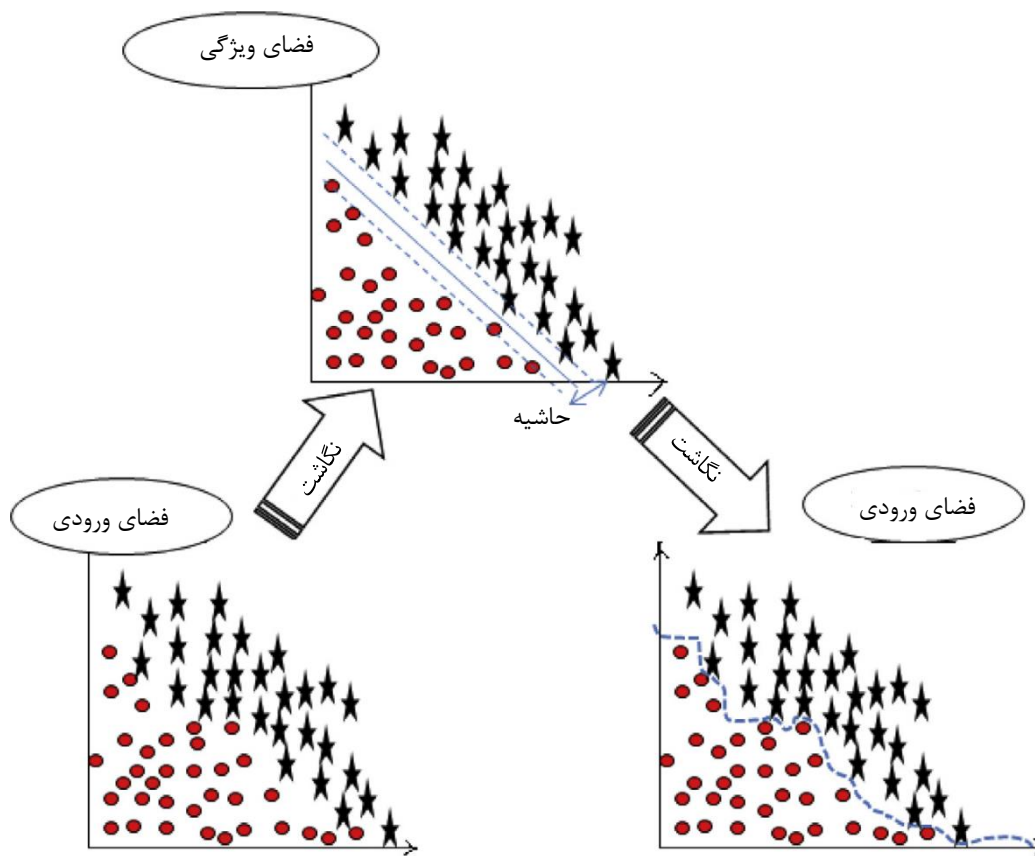 فضای ویژگی
حاشیه
نگاشت
نگاشت
فضای ورودی
فضای ورودی